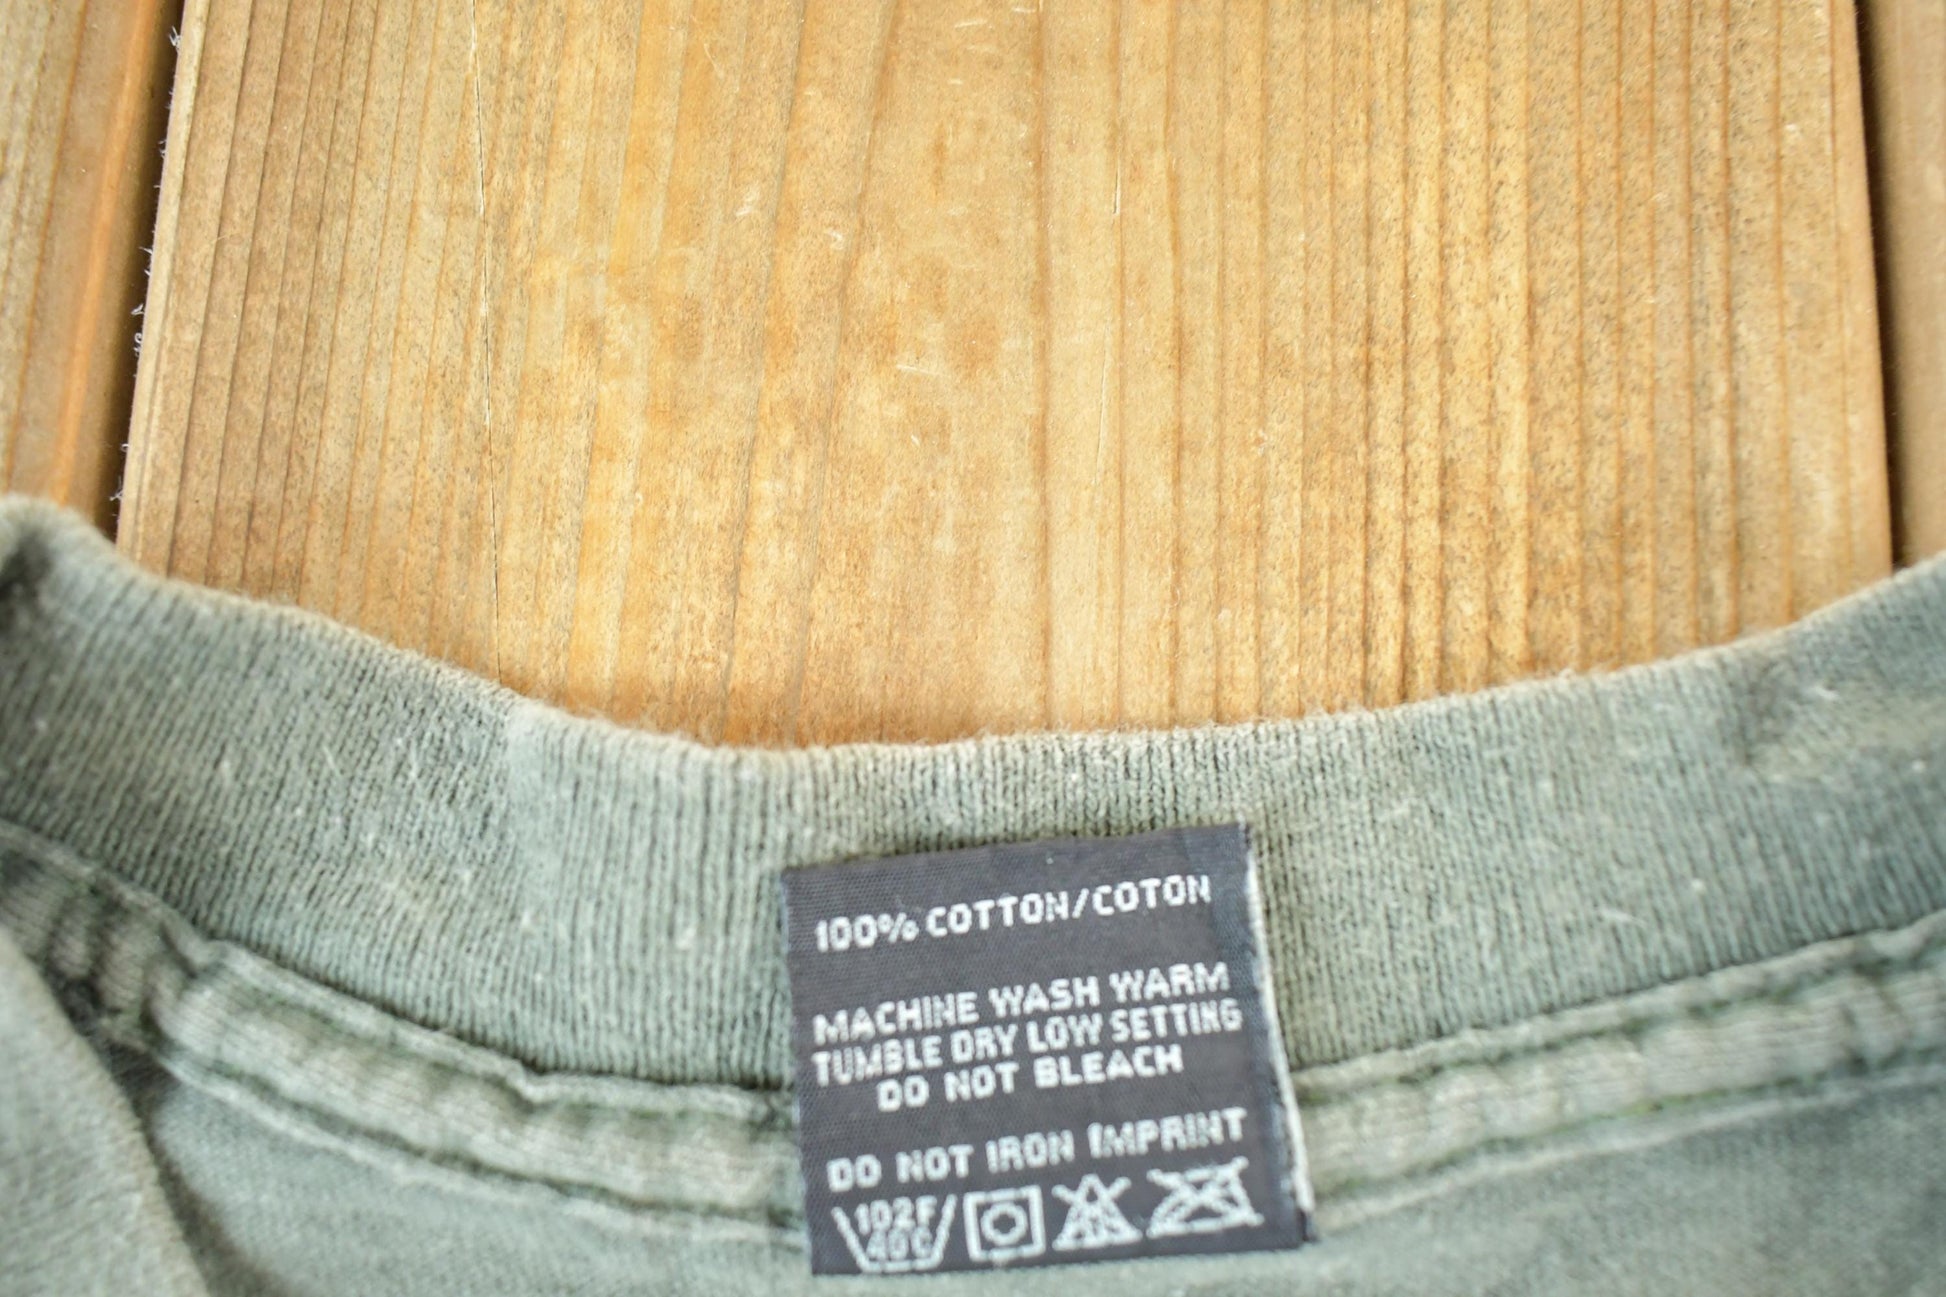 100% COTTON/COTON
MACHINE WASH WARM
TUMBLE DRY LOW SETTING
DO NOT BLEACH
DO NOT IRON IMPRINT
102F
40C